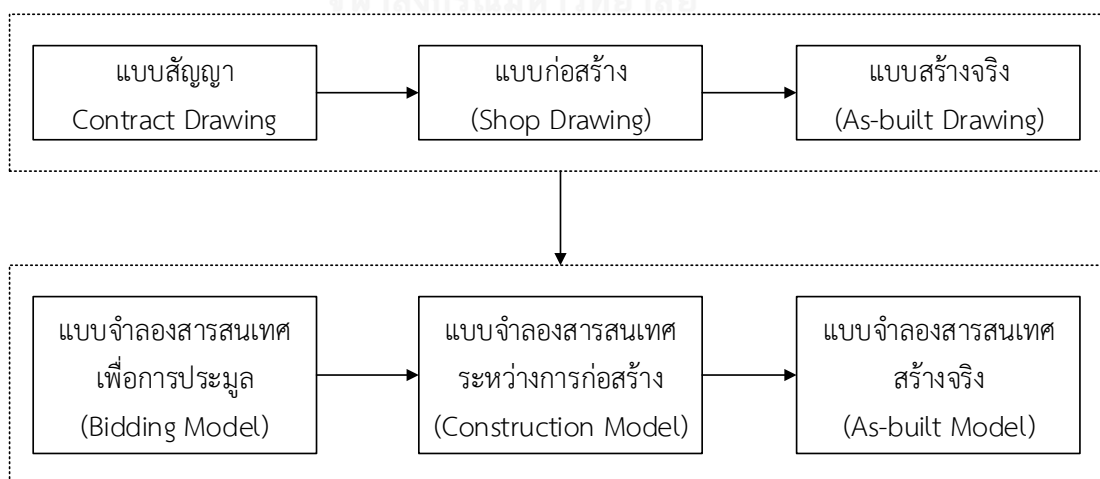 แบบสัญญา
Contract Drawing
แบบก่อสร้าง
(Shop Drawing)
แบบสร้างจริง
(As-built Drawing)
แบบจำลองสารสนเทศ
เพื่อการประมูล
(Bidding Model)
แบบจำลองสารสนเทศ
ระหว่างการก่อสร้าง
(Construction Model)
แบบจำลองสารสนเทศ
สร้างจริง
(As-built Model)